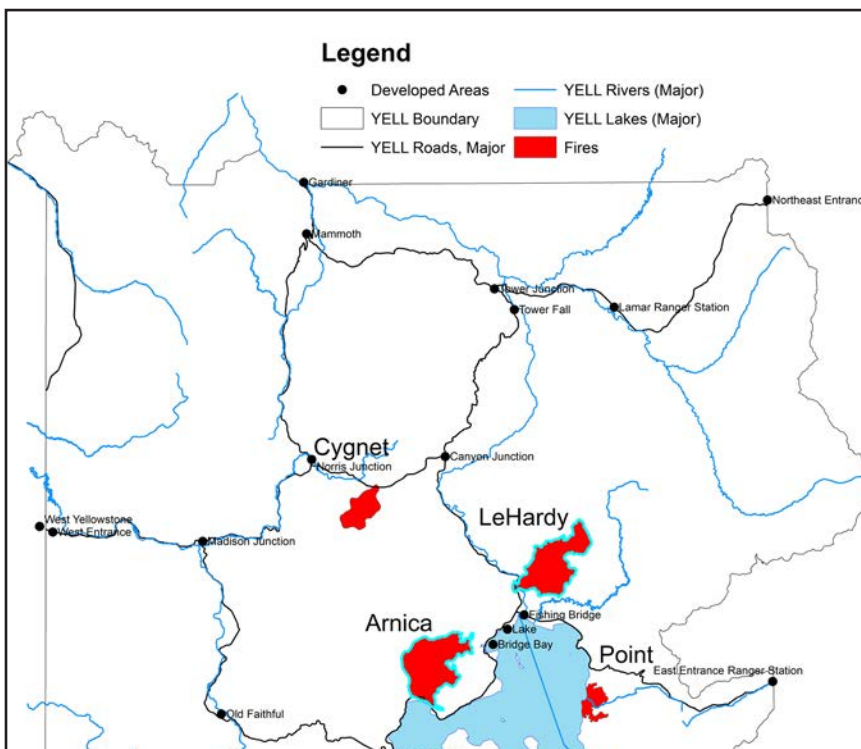 Legend
Developed Areas
YELL Rivers (Major)
YELL Boundary
YELL Lakes (Major)
YELL Roads, Major
Fires
Gardiner
Northeast Entranc
Mammoth
Tower Junction
Lamar Ranger Station
Tower Fall
Cygnet
Canyon Junction
Norris Junction
LeHardy
West Yellowstone
West Entrance
Madison Junction
Fishing Bridge
Arnica
Lake
Bridge Bay
Point
East Entrance Ranger Station
Old Faithful